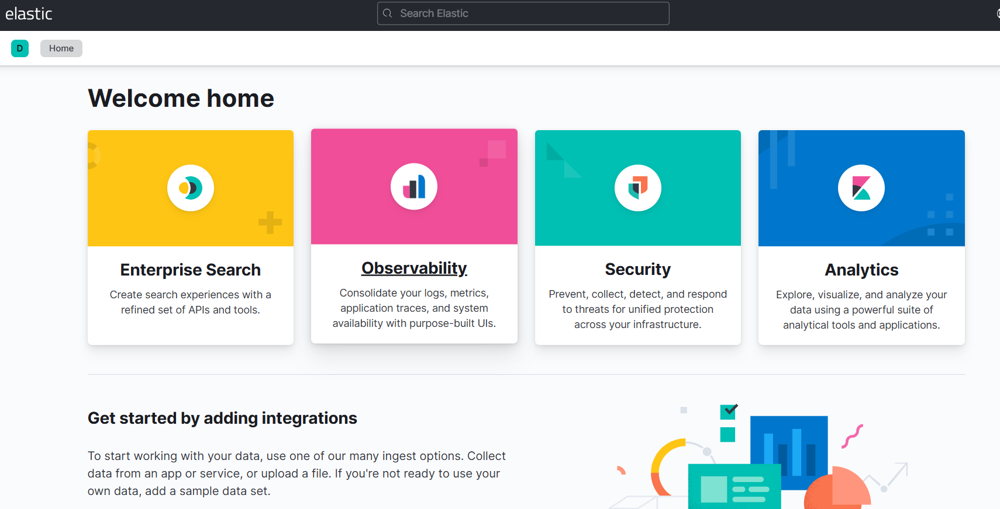 elastic
Search Elastic
D
Home
Welcome home
Enterprise Search
Create search experiences with a
refined set of APIs and tools.
Observability
Consolidate your logs, metrics,
application traces, and system
availability with purpose-built UIs.
Security
Prevent, collect, detect, and respond
to threats for unified protection
across your infrastructure.
Analytics
Explore, visualize, and analyze your
data using a powerful suite of
analytical tools and applications.
Get started by adding integrations
To start working with your data, use one of our many ingest options. Collect
data from an app or service, or upload a file. If you're not ready to use your
own data, add a sample data set.